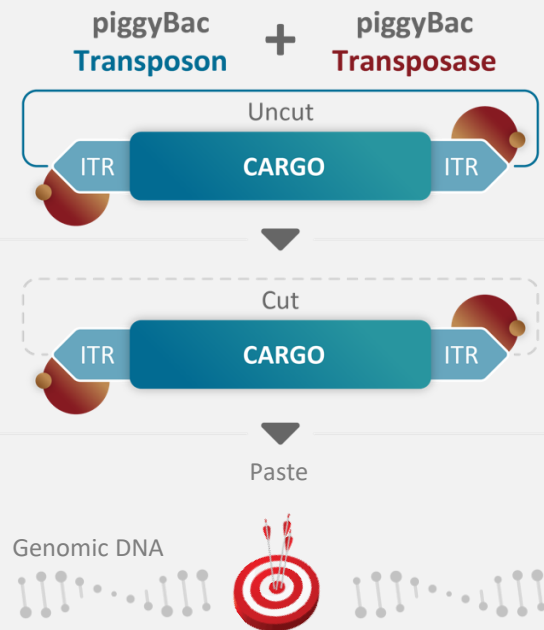 piggyBac + piggyBac
Transposon Transposase
Uncut
ITR CARGO ITR
Cut
ITR CARGO ITR
Paste
Genomic DNA